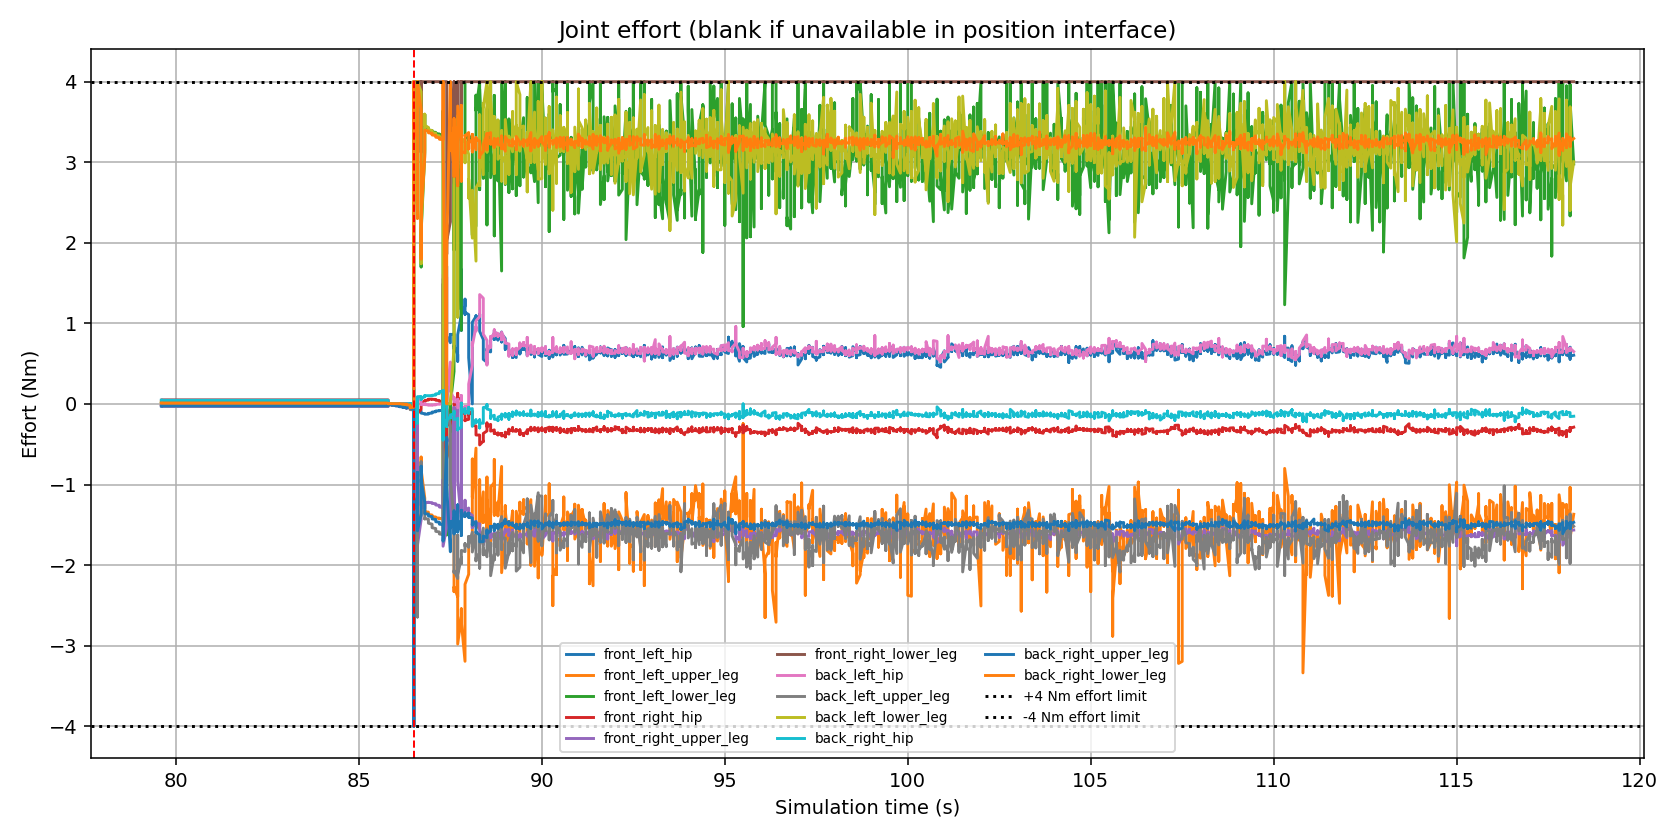 Joint effort (blank if unavailable in position interface)
4
3
2
1
0
−1
−2
−3
−4
Effort (Nm)
front_left_hip
front_left_upper_leg
front_left_lower_leg
front_right_hip
front_right_upper_leg
front_right_lower_leg
back_left_hip
back_left_upper_leg
back_left_lower_leg
back_right_hip
back_right_upper_leg
back_right_lower_leg
+4 Nm effort limit
-4 Nm effort limit
80 85 90 95 100 105 110 115 120
Simulation time (s)